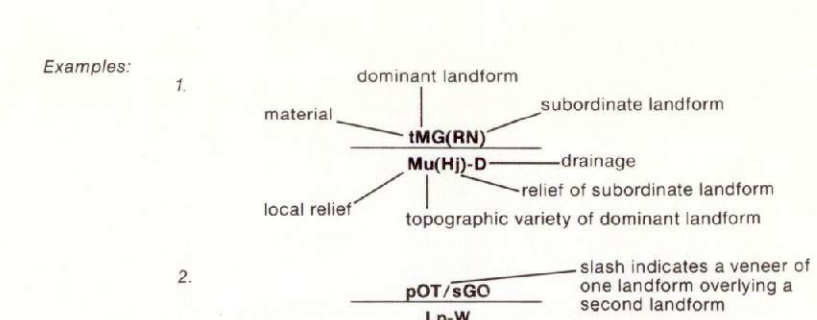 Examples:
1.
dominant landform
material
subordinate landform
tMG(RN)
Mu(Hj)-D
drainage
relief of subordinate landform
local relief
topographic variety of dominant landform
2.
pOT/sGO
slash indicates a veneer of
one landform overlying a
second landform
Lp-W